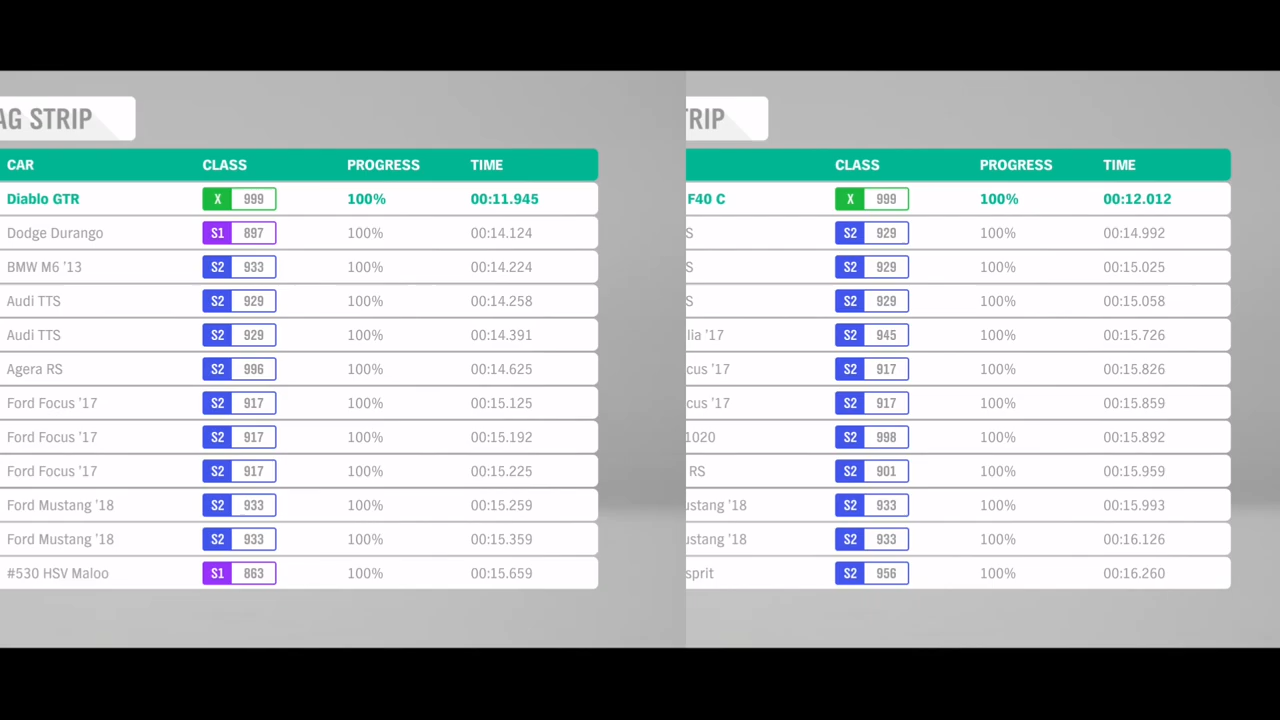 AG STRIP
CAR CLASS PROGRESS TIME
Diablo GTR X 999 100% 00:11.945
Dodge Durango S1 897 100% 00:14.124
BMW M6 '13 S2 933 100% 00:14.224
Audi TTS S2 929 100% 00:14.258
Audi TTS S2 929 100% 00:14.391
Agera RS S2 996 100% 00:14.625
Ford Focus '17 S2 917 100% 00:15.125
Ford Focus '17 S2 917 100% 00:15.192
Ford Focus '17 S2 917 100% 00:15.225
Ford Mustang '18 S2 933 100% 00:15.259
Ford Mustang '18 S2 933 100% 00:15.359
#530 HSV Maloo S1 863 100% 00:15.659
TRIP
CLASS PROGRESS TIME
F40 C X 999 100% 00:12.012
S S2 929 100% 00:14.992
S S2 929 100% 00:15.025
S S2 929 100% 00:15.058
lia '17 S2 945 100% 00:15.726
cus '17 S2 917 100% 00:15.826
cus '17 S2 917 100% 00:15.859
1020 S2 998 100% 00:15.892
RS S2 901 100% 00:15.959
ustang '18 S2 933 100% 00:15.993
ustang '18 S2 933 100% 00:16.126
sprit S2 956 100% 00:16.260